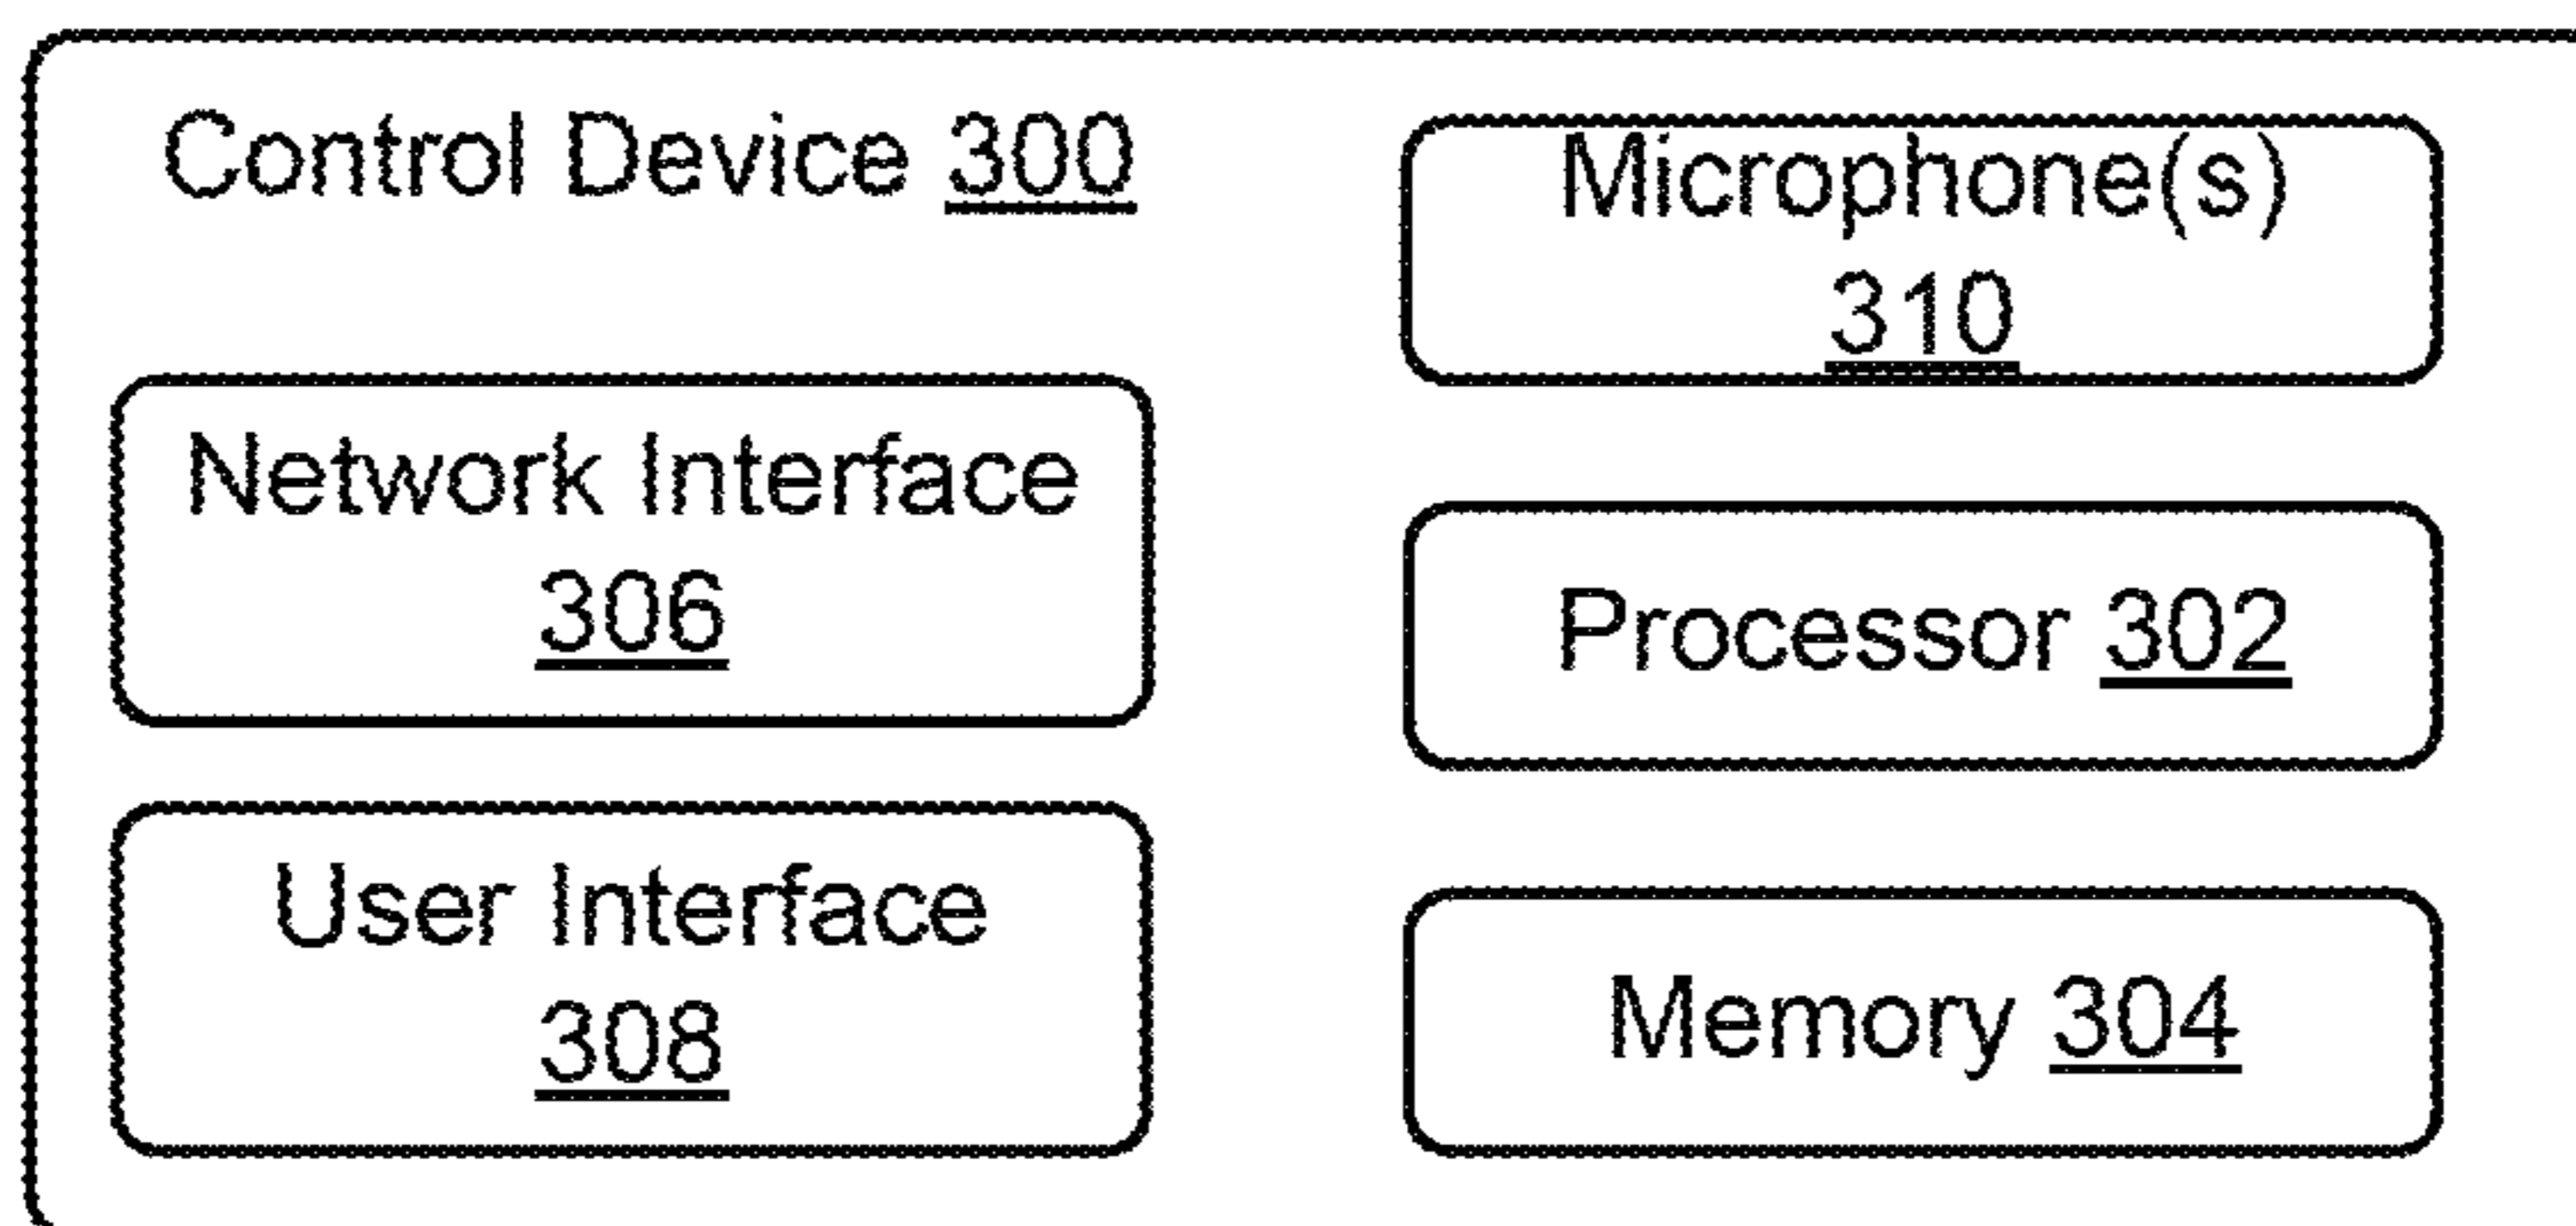 Control Device 300
Network Interface
306
User Interface
308
Microphone(s)
310
Processor 302
Memory 304